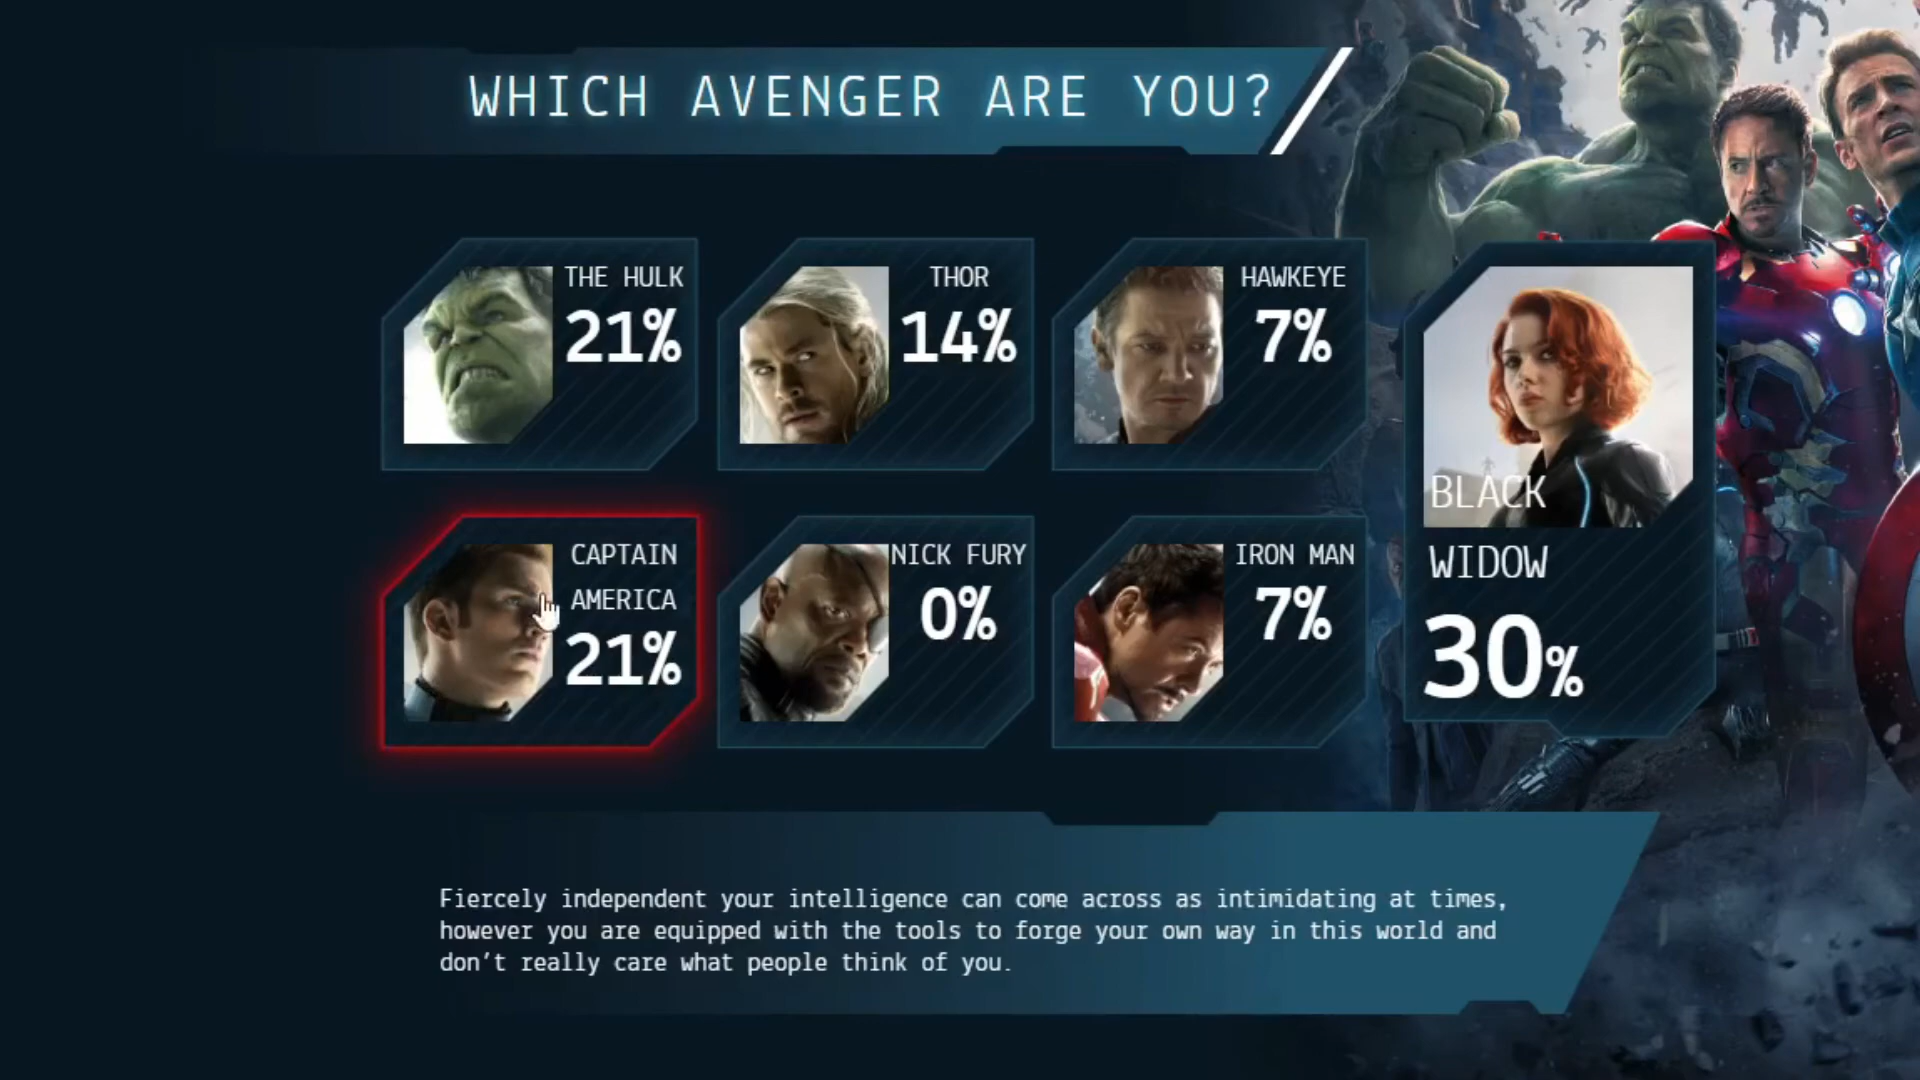 WHICH AVENGER ARE YOU?
THE HULK
21%
THOR
14%
HAWKEYE
7%
BLACK
WIDOW
30%
CAPTAIN
AMERICA
21%
NICK FURY
0%
IRON MAN
7%
Fiercely independent your intelligence can come across as intimidating at times,
however you are equipped with the tools to forge your own way in this world and
don't really care what people think of you.